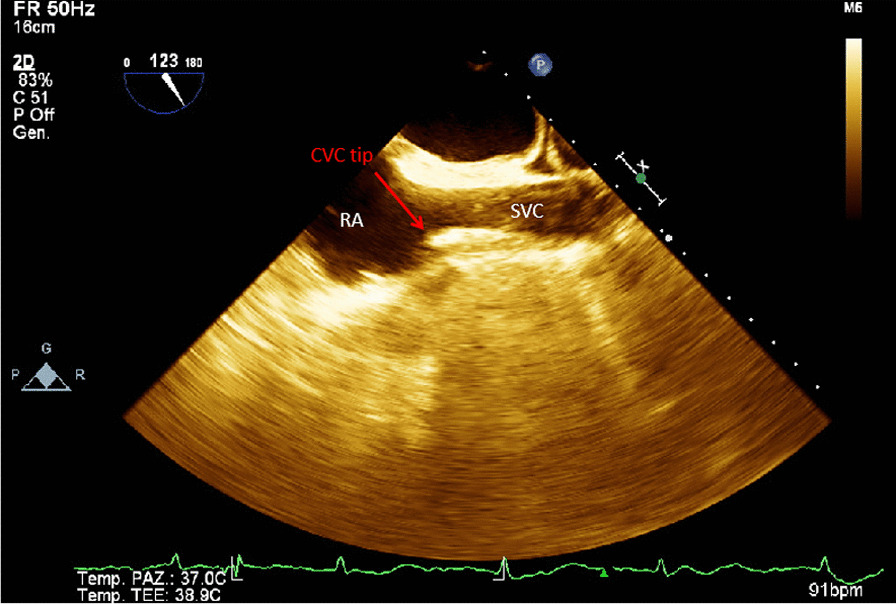 FR 50Hz
16cm
M5
2D
83%
C 51
P Off
Gen.
0 123 180
P
X
CVC tip
RA
SVC
G
P R
Temp. PAZ.: 37.0C
Temp. TEE: 38.9C
91bpm